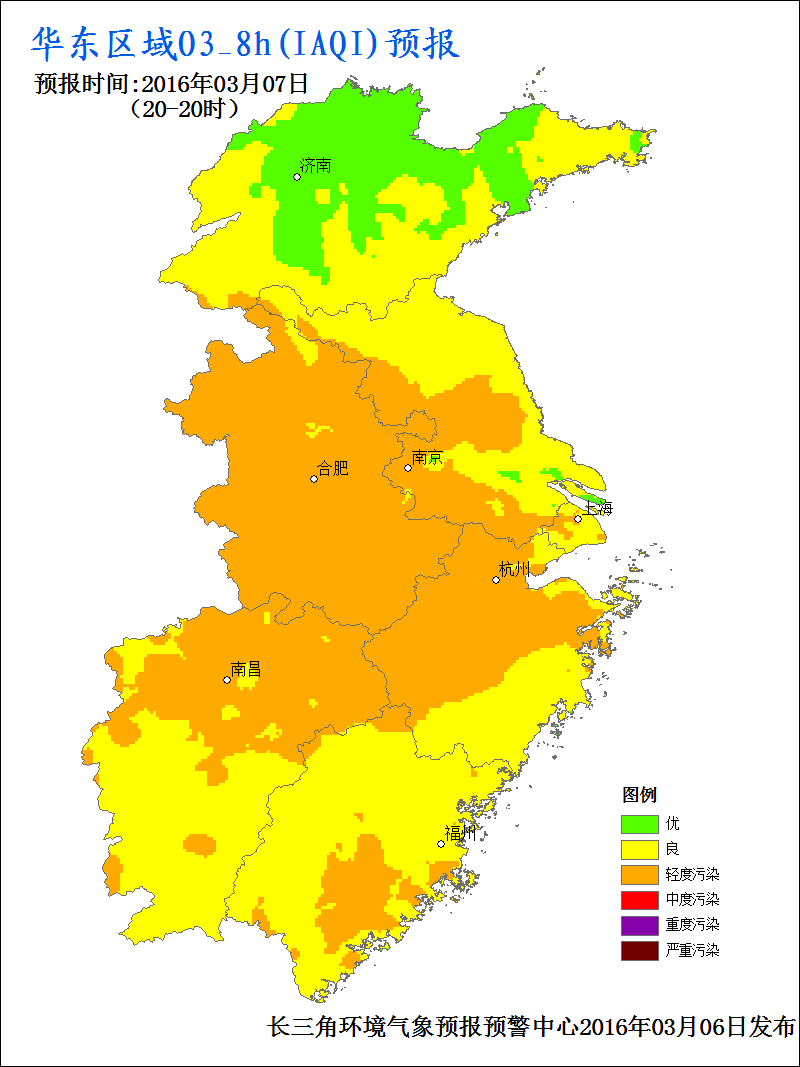 华东区域O3_8h(IAQI)预报
预报时间:2016年03月07日
(20-20时)
济南
南京
合肥
上海
杭州
南昌
福州
图例
优
良
轻度污染
中度污染
重度污染
严重污染
长三角环境气象预报预警中心2016年03月06日发布